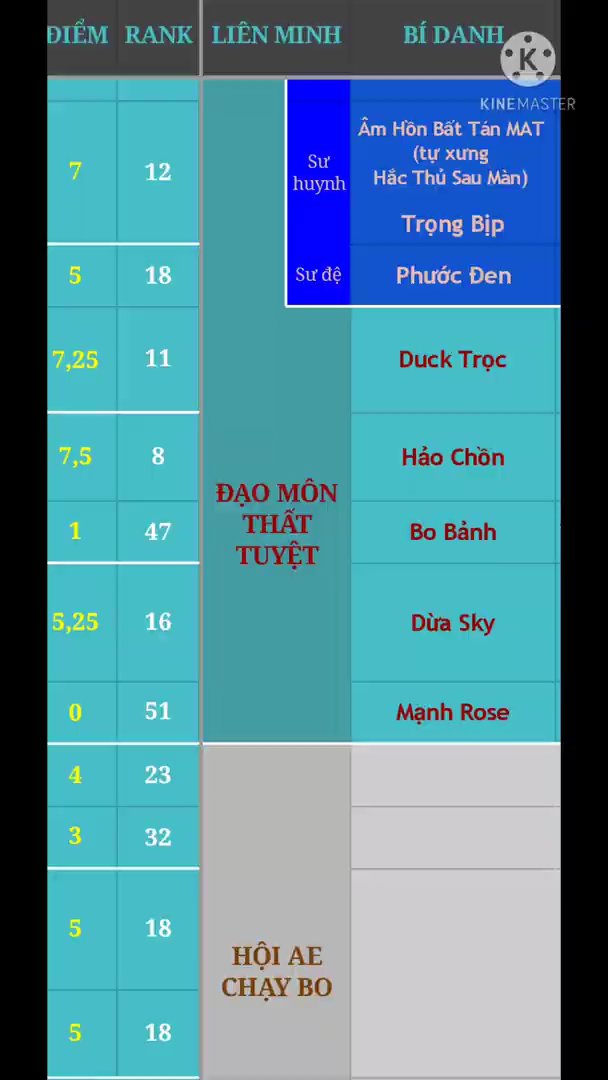 ĐIỂM RANK LIÊN MINH BÍ DANH
K
KINEMASTER
7 12 Sư huynh Âm Hồn Bất Tán MAT
(tự xưng
Hắc Thủ Sau Màn)
Trọng Bịp
5 18 Sư đệ Phước Đen
7,25 11 Duck Trọc
7,5 8 Hảo Chồn
ĐẠO MÔN
THẤT
TUYỆT
1 47 Bo Bảnh
5,25 16 Dừa Sky
0 51 Mạnh Rose
4 23
3 32
5 18
HỘI AE
CHẠY BO
5 18